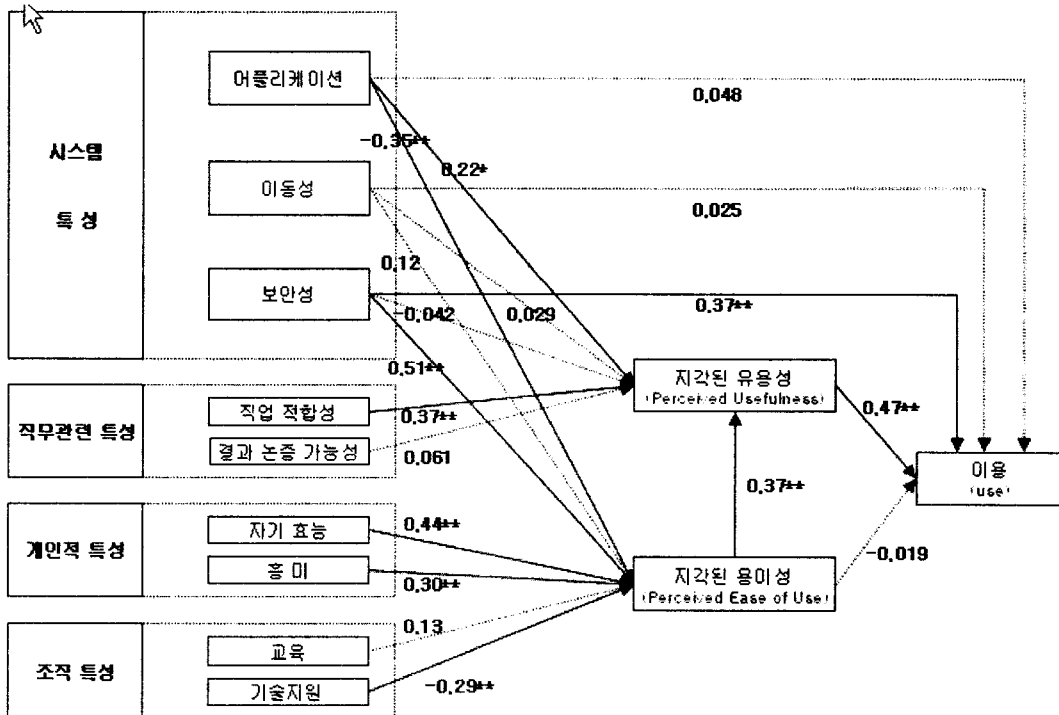 시스템
특 성
어플리케이션
이동성
보안성
0.048
-0.35**
0.22*
0.025
0.12
-0.042
0.029
0.37**
0.51**
직무관련 특성
직업 적합성
결과 논증 가능성
0.37**
0.061
지각된 유용성
(Perceived Usefulness)
0.47**
이용
(use)
0.37**
-0.019
개인적 특성
자기 효능
흥 미
0.44**
0.30**
지각된 용이성
(Perceived Ease of Use)
조직 특성
교육
기술지원
0.13
-0.29**